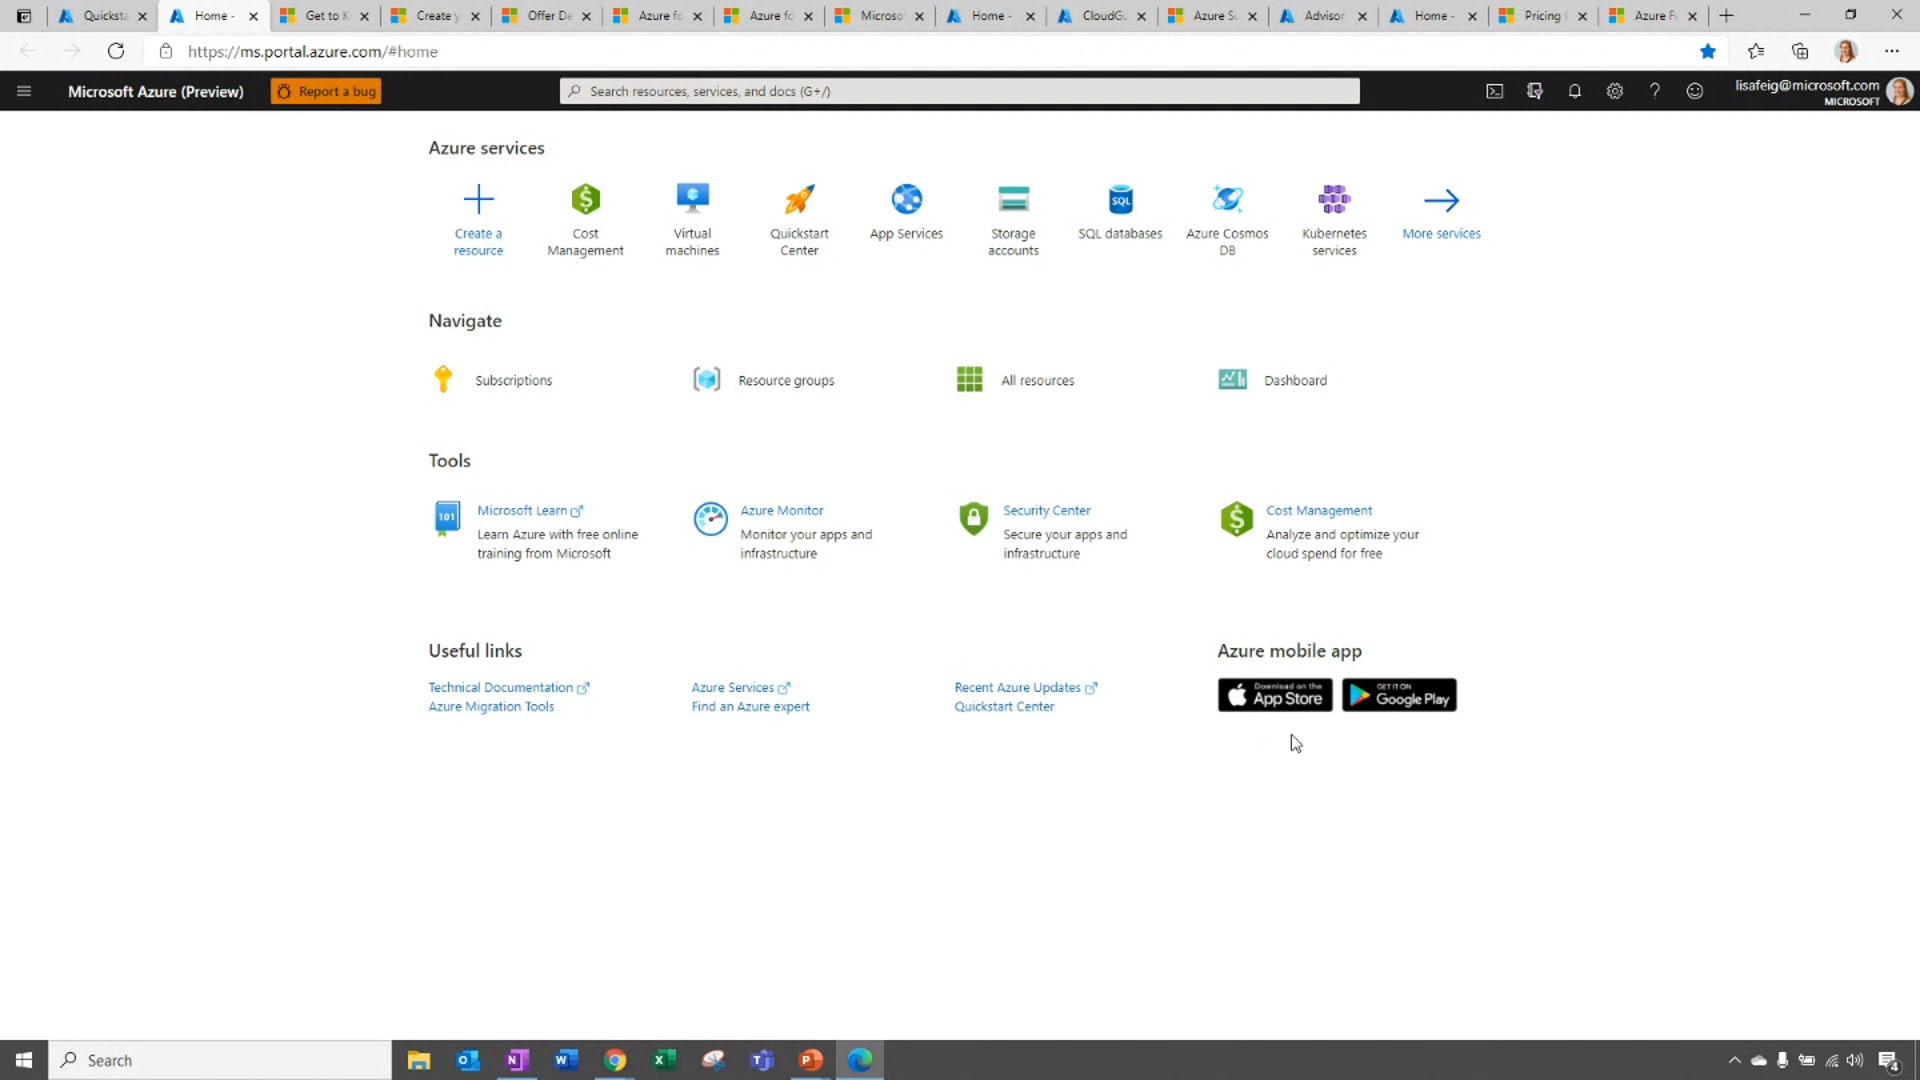 Quicksta
Home -
Get to K
Create y
Offer De
Azure fo
Azure fo
Microso
Home -
CloudGu
Azure Su
Advisor
Home -
Pricing
Azure Fu
https://ms.portal.azure.com/#home
Microsoft Azure (Preview)
Report a bug
Search resources, services, and docs (G+/)
lisafeig@microsoft.com
MICROSOFT
Azure services
Create a
resource
Cost
Management
Virtual
machines
Quickstart
Center
App Services
Storage
accounts
SQL
SQL databases
Azure Cosmos
DB
Kubernetes
services
More services
Navigate
Subscriptions
Resource groups
All resources
Dashboard
Tools
101
Microsoft Learn
Learn Azure with free online
training from Microsoft
Azure Monitor
Monitor your apps and
infrastructure
Security Center
Secure your apps and
infrastructure
Cost Management
Analyze and optimize your
cloud spend for free
Useful links
Technical Documentation
Azure Migration Tools
Azure Services
Find an Azure expert
Recent Azure Updates
Quickstart Center
Azure mobile app
Download on the
App Store
GET IT ON
Google Play
Search
4